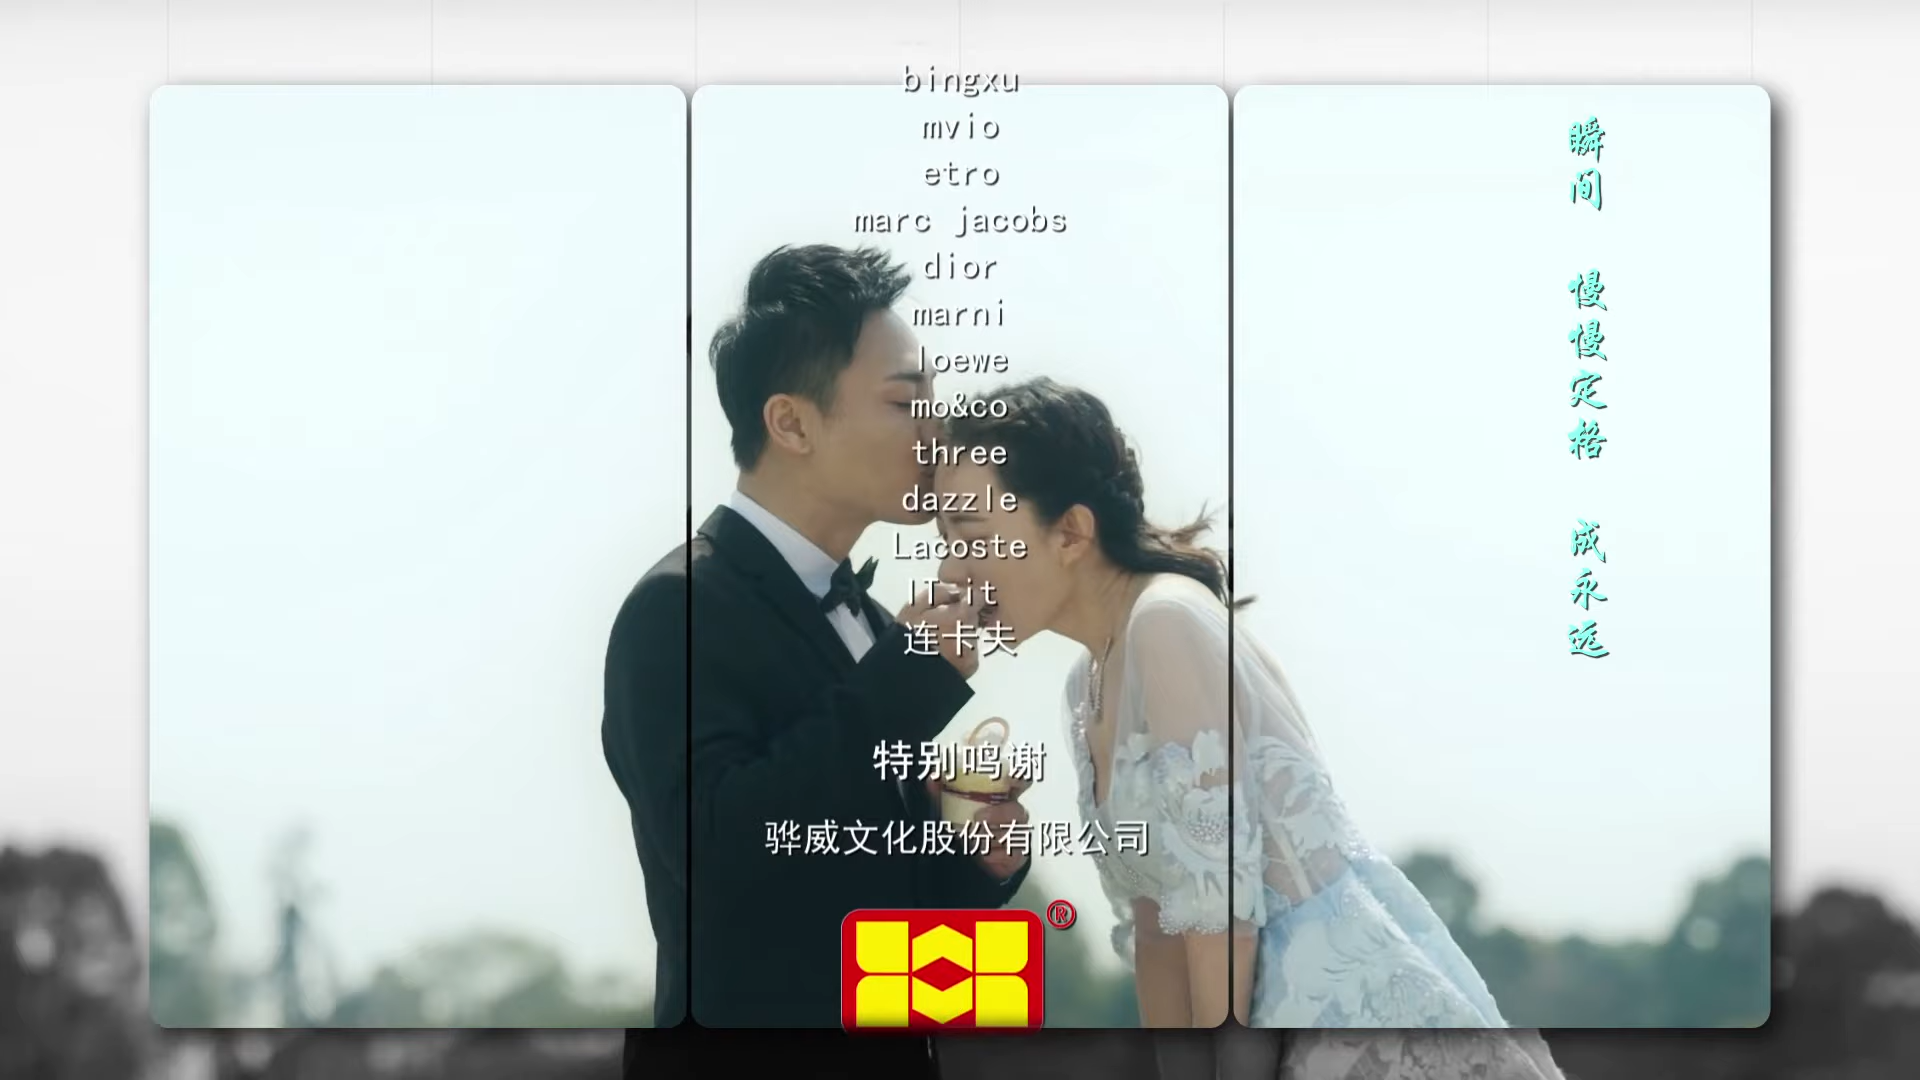 bingxu
mvio
etro
marc jacobs
dior
marni
loewe
mo&co
three
dazzle
Lacoste
IT-it
连卡夫
特别鸣谢
骅威文化股份有限公司
®
瞬间 慢慢定格 成永远